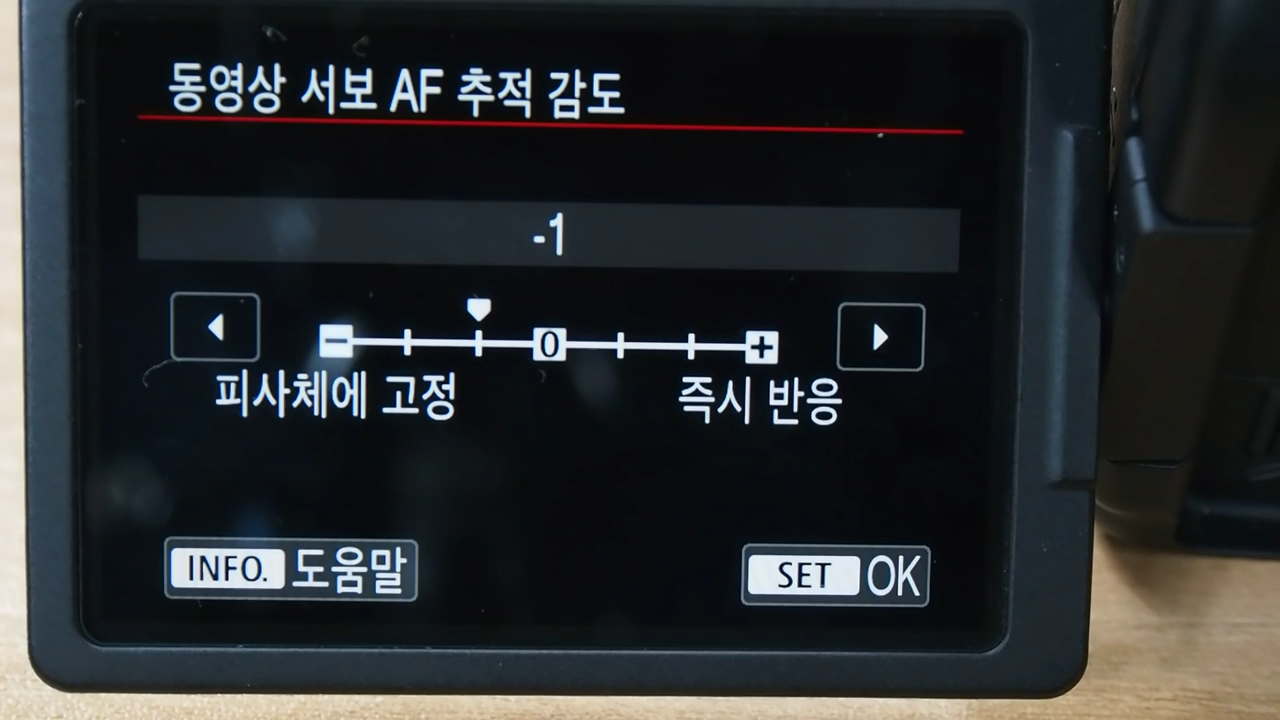 동영상 서보 AF 추적 감도
-1
- 0 +
피사체에 고정 즉시 반응
INFO. 도움말 SET OK